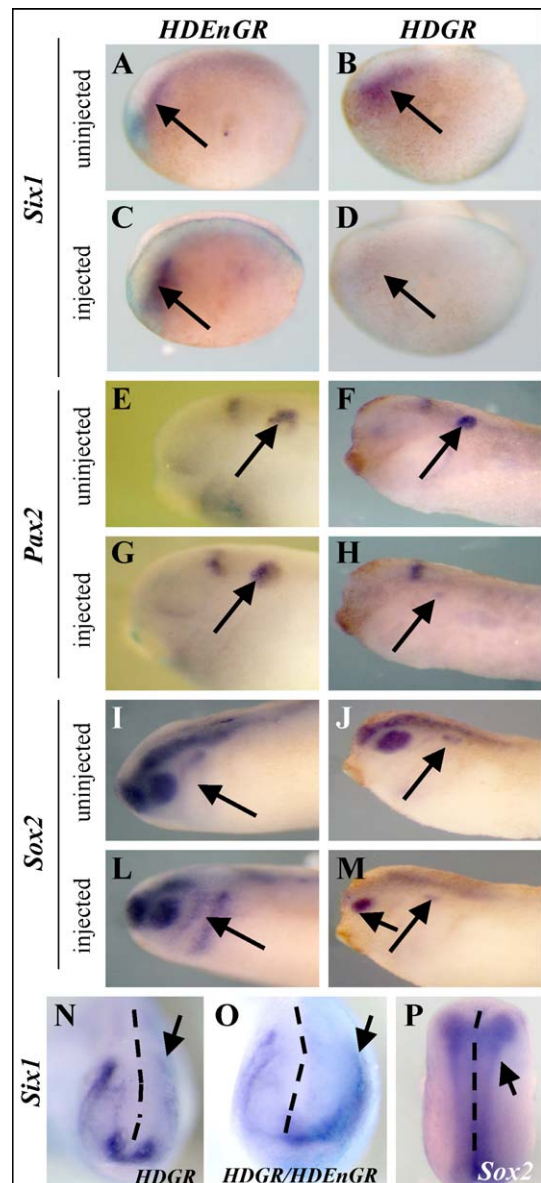 HDEnGR HDGR
Six1
uninjected
A B
injected
C D
Pax2
uninjected
E F
injected
G H
Sox2
uninjected
I J
injected
L M
Six1
N O P
HDGR HDGR/HDEnGR Sox2